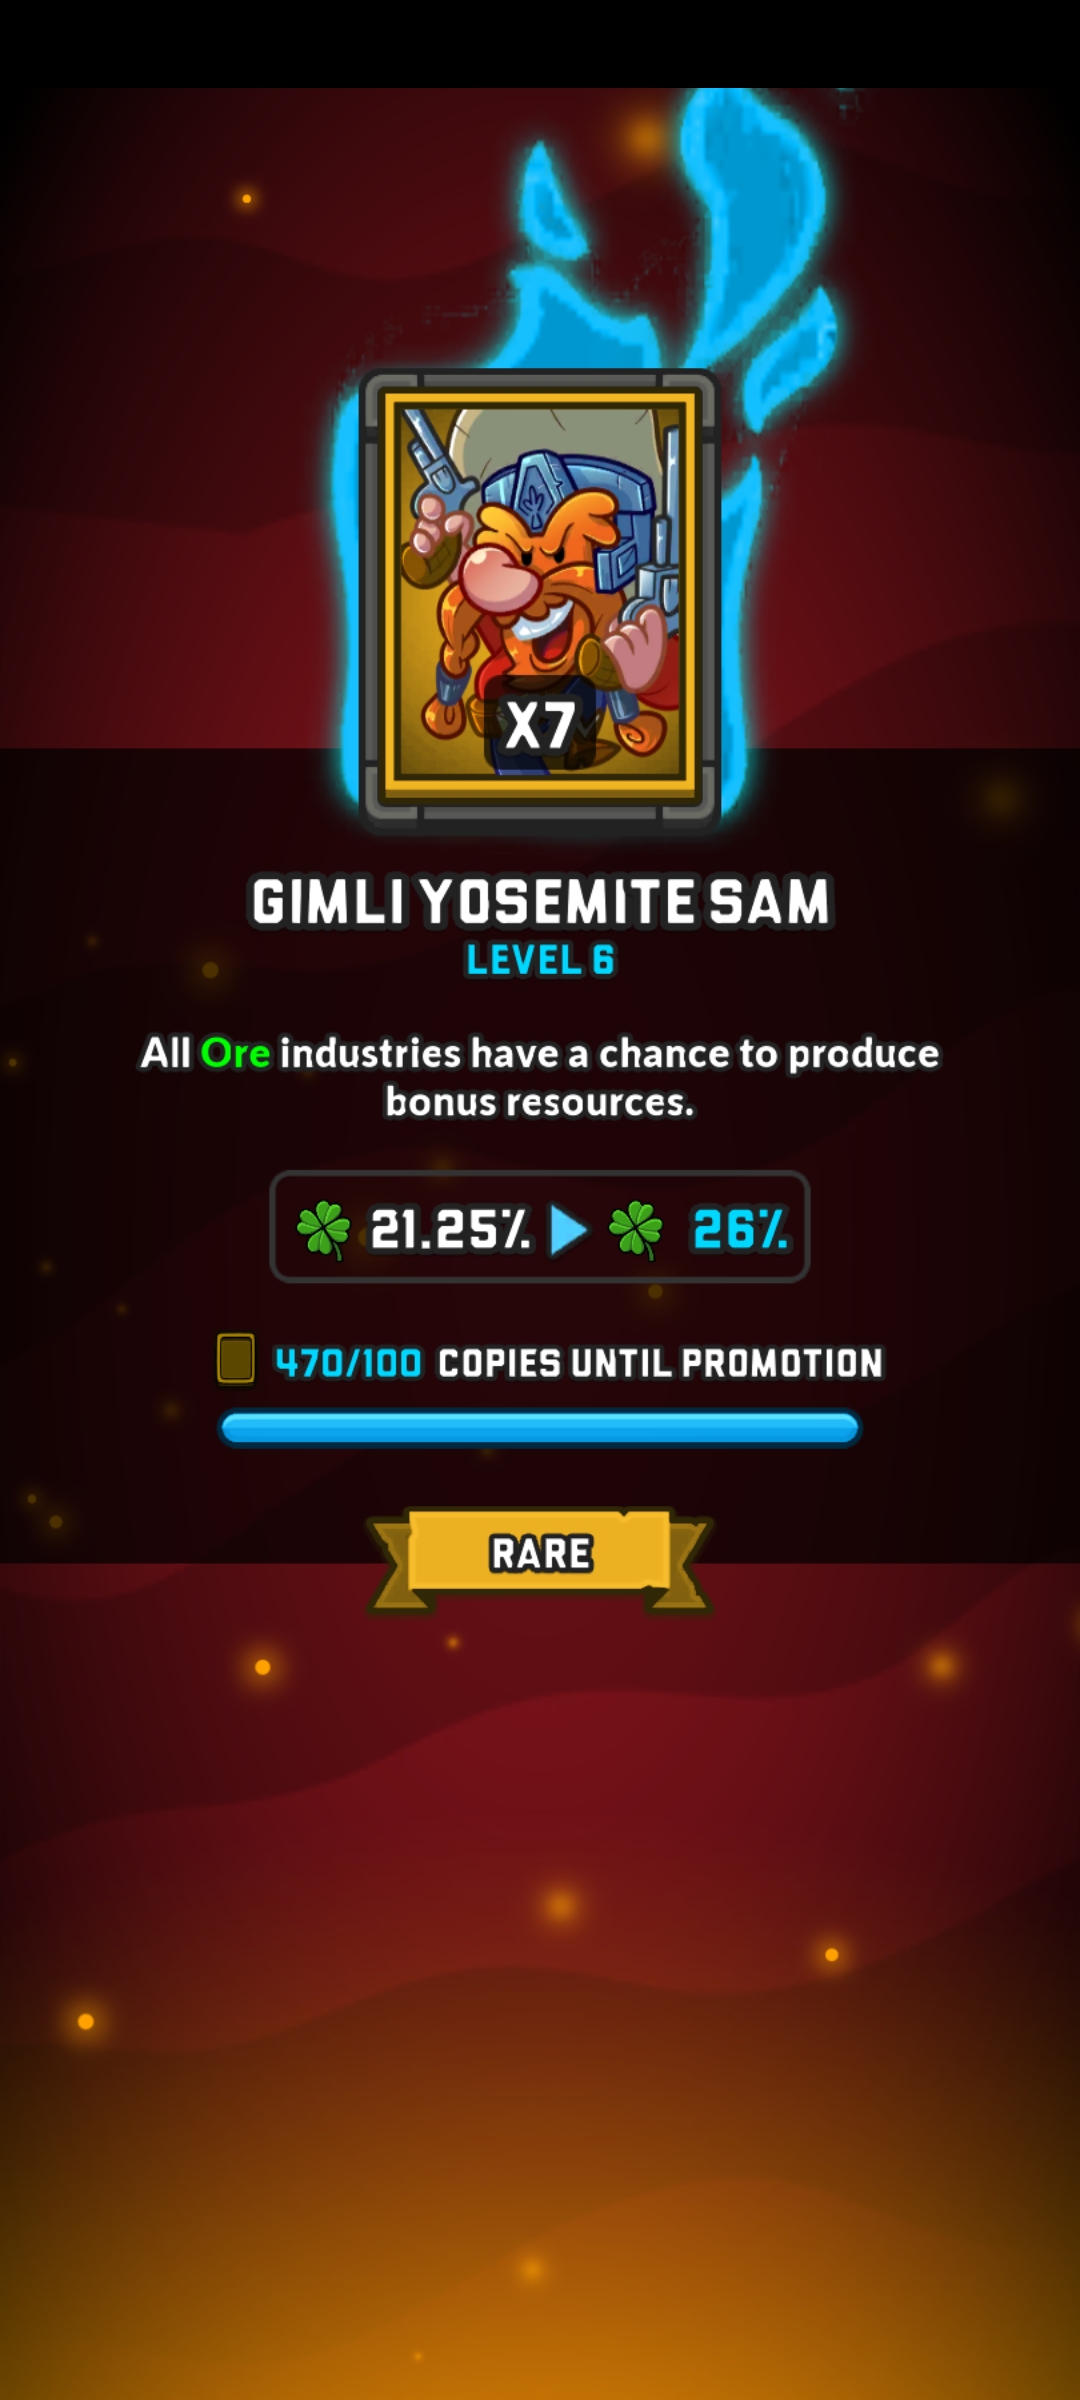 X7
GIMLI YOSEMITE SAM
LEVEL 6
All Ore industries have a chance to produce
bonus resources.
21.25% 26%
470/100 COPIES UNTIL PROMOTION
RARE